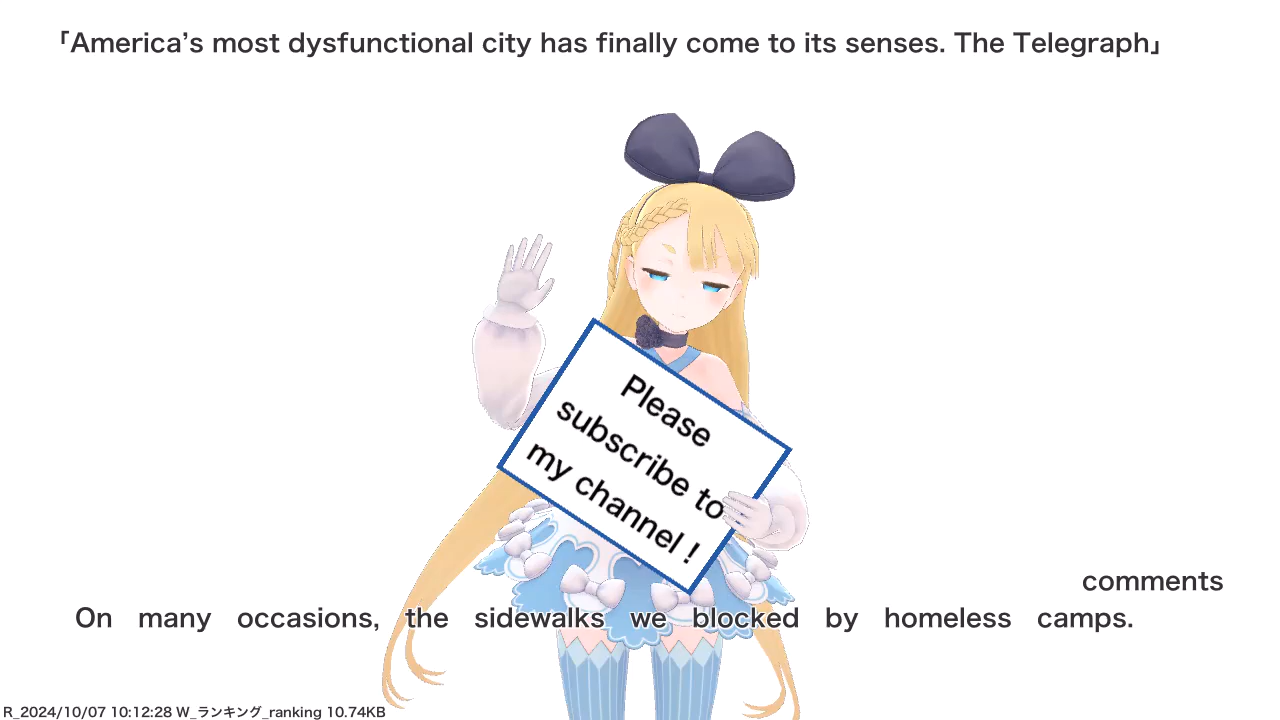 「America’s most dysfunctional city has finally come to its senses. The Telegraph」
Please
subscribe to
my channel !
comments
On many occasions, the sidewalks we blocked by homeless camps.
R_2024/10/07 10:12:28 W_ランキング_ranking 10.74KB